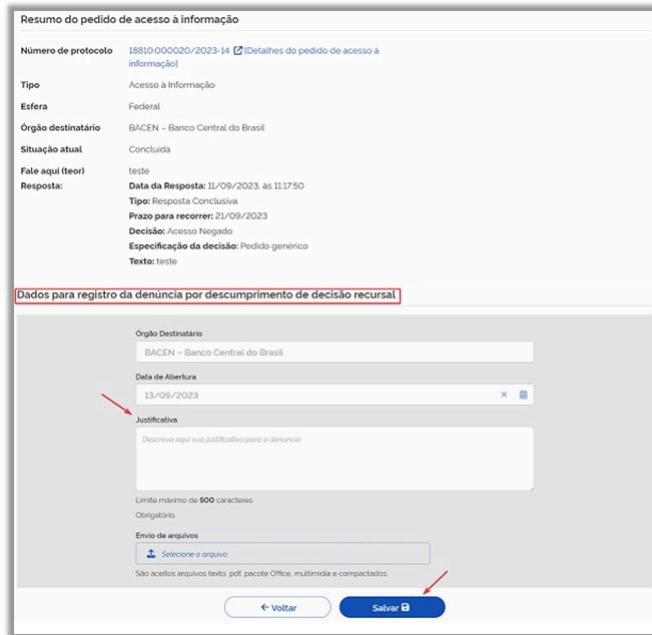 Resumo do pedido de acesso à informação
Número de protocolo 18810.000020/2023-14 [Detalhes do pedido de acesso à
informação]
Tipo Acesso à Informação
Esfera Federal
Órgão destinatário BACEN – Banco Central do Brasil
Situação atual Concluída
Fale aqui (teor) teste
Resposta: Data da Resposta: 11/09/2023, às 11:17:50
Tipo: Resposta Conclusiva
Prazo para recorrer: 21/09/2023
Decisão: Acesso Negado
Especificação da decisão: Pedido genérico
Texto: teste
Dados para registro da denúncia por descumprimento de decisão recursal
Órgão Destinatário
BACEN – Banco Central do Brasil
Data de Abertura
13/09/2023
Justificativa
Descreva aqui sua justificativa para a denúncia
Limite máximo de 500 caracteres
Obrigatório.
Envio de arquivos
Selecione o arquivo
São aceitos arquivos texto, pdf, pacote Office, multimídia e compactados.
Voltar
Salvar